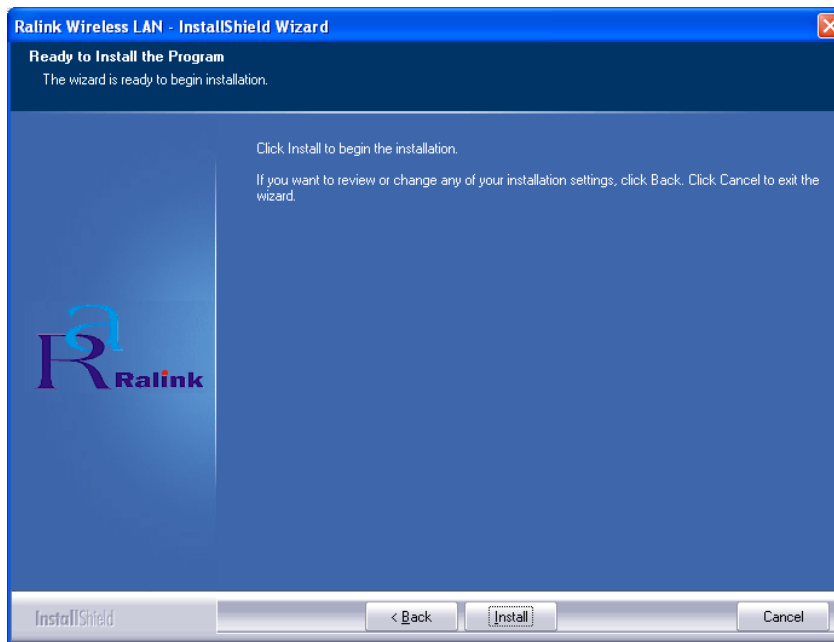 Ralink Wireless LAN - InstallShield Wizard
Ready to Install the Program
The wizard is ready to begin installation.
Click Install to begin the installation.
If you want to review or change any of your installation settings, click Back. Click Cancel to exit the
wizard.
Ra
Ralink
InstallShield
< Back
Install
Cancel